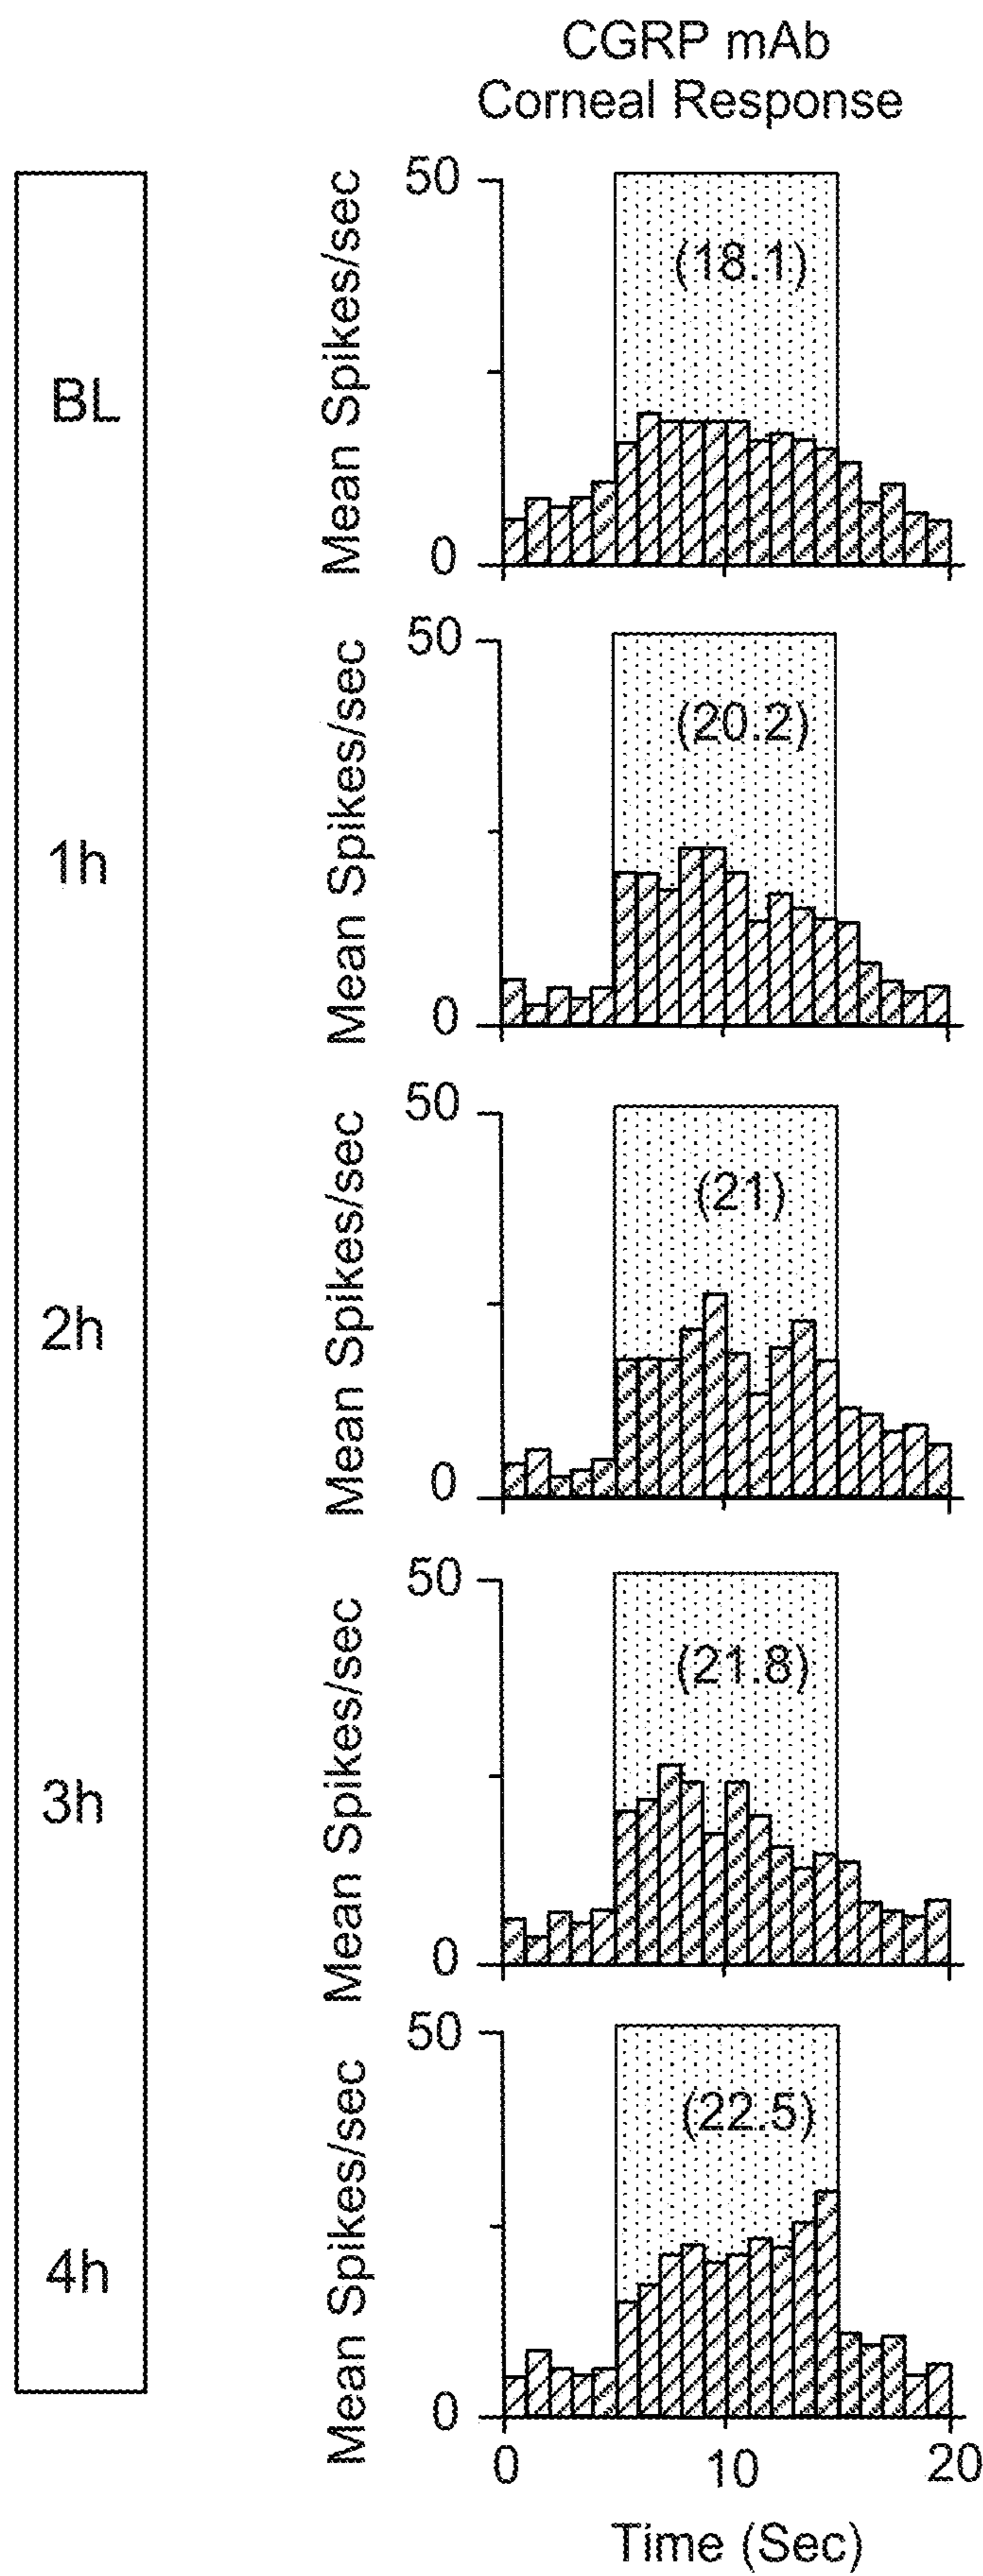 CGRP mAb
Corneal Response
BL
Mean Spikes/sec
50
(18.1)
0
1h
Mean Spikes/sec
50
(20.2)
0
2h
Mean Spikes/sec
50
(21)
0
3h
Mean Spikes/sec
50
(21.8)
0
4h
Mean Spikes/sec
50
(22.5)
0
0 10 20
Time (Sec)